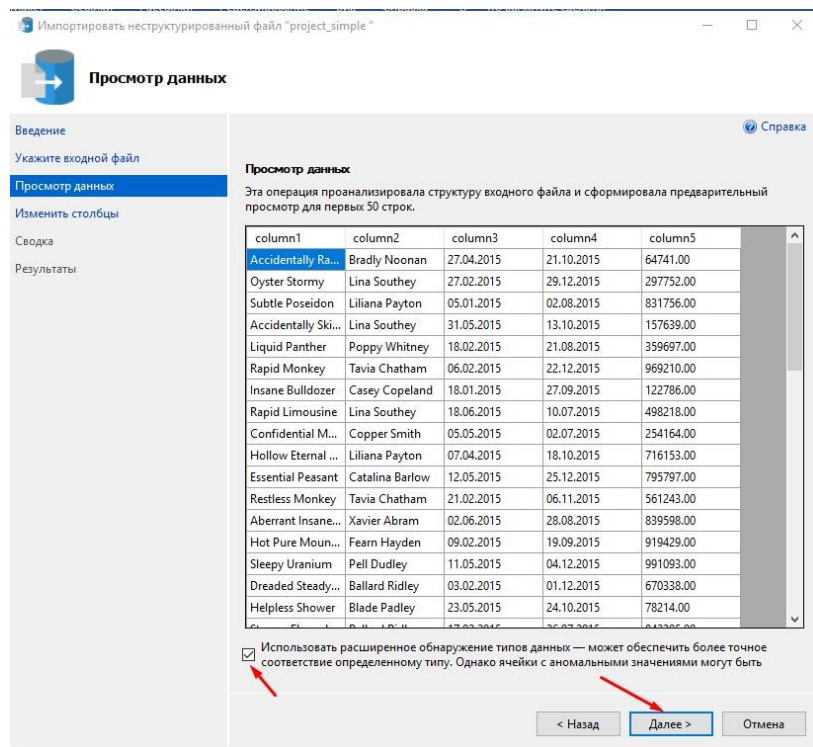 Импортировать неструктурированный файл "project_simple "
Просмотр данных
Введение
Укажите входной файл
Просмотр данных
Изменить столбцы
Сводка
Результаты
Справка
Просмотр данных
Эта операция проанализировала структуру входного файла и сформировала предварительный
просмотр для первых 50 строк.
column1 column2 column3 column4 column5
Accidentally Ra... Bradly Noonan 27.04.2015 21.10.2015 64741.00
Oyster Stormy Lina Southey 27.02.2015 29.12.2015 297752.00
Subtle Poseidon Liliana Payton 05.01.2015 02.08.2015 831756.00
Accidentally Ski... Lina Southey 31.05.2015 13.10.2015 157639.00
Liquid Panther Poppy Whitney 18.02.2015 21.08.2015 359697.00
Rapid Monkey Tavia Chatham 06.02.2015 22.12.2015 969210.00
Insane Bulldozer Casey Copeland 18.01.2015 27.09.2015 122786.00
Rapid Limousine Lina Southey 18.06.2015 10.07.2015 498218.00
Confidential M... Copper Smith 05.05.2015 02.07.2015 254164.00
Hollow Eternal ... Liliana Payton 07.04.2015 18.10.2015 716153.00
Essential Peasant Catalina Barlow 12.05.2015 25.12.2015 795797.00
Restless Monkey Tavia Chatham 21.02.2015 06.11.2015 561243.00
Aberrant Insane... Xavier Abram 02.06.2015 28.08.2015 839598.00
Hot Pure Moun... Fearn Hayden 09.02.2015 19.09.2015 919429.00
Sleepy Uranium Pell Dudley 11.05.2015 04.12.2015 991093.00
Dreaded Steady... Ballard Ridley 03.02.2015 01.12.2015 670338.00
Helpless Shower Blade Padley 23.05.2015 24.10.2015 78214.00
Использовать расширенное обнаружение типов данных — может обеспечить более точное
соответствие определенному типу. Однако ячейки с аномальными значениями могут быть
< Назад Далее > Отмена